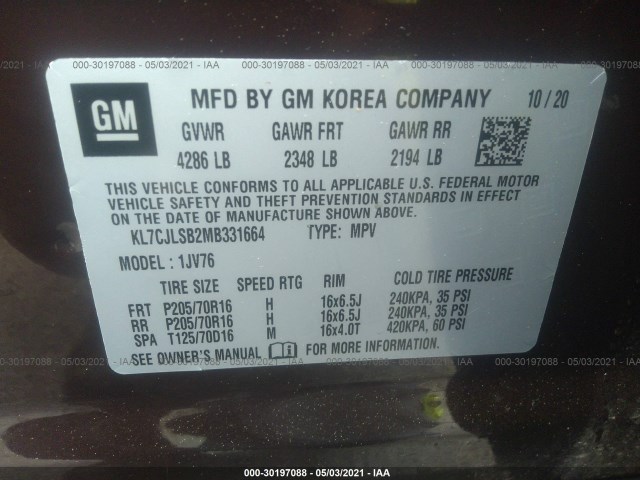 000-30197088 - 05/03/2021 - IAA
GM MFD BY GM KOREA COMPANY 10/20
GVWR GAWR FRT GAWR RR
4286 LB 2348 LB 2194 LB
THIS VEHICLE CONFORMS TO ALL APPLICABLE U.S. FEDERAL MOTOR
VEHICLE SAFETY AND THEFT PREVENTION STANDARDS IN EFFECT
ON THE DATE OF MANUFACTURE SHOWN ABOVE.
KL7CJLSB2MB331664 TYPE: MPV
MODEL: 1JV76
TIRE SIZE SPEED RTG RIM COLD TIRE PRESSURE
FRT P205/70R16 H 16x6.5J 240KPA, 35 PSI
RR P205/70R16 H 16x6.5J 240KPA, 35 PSI
SPA T125/70D16 M 16x4.0T 420KPA, 60 PSI
SEE OWNER'S MANUAL FOR MORE INFORMATION.
000-30197088 - 05/03/2021 - IAA